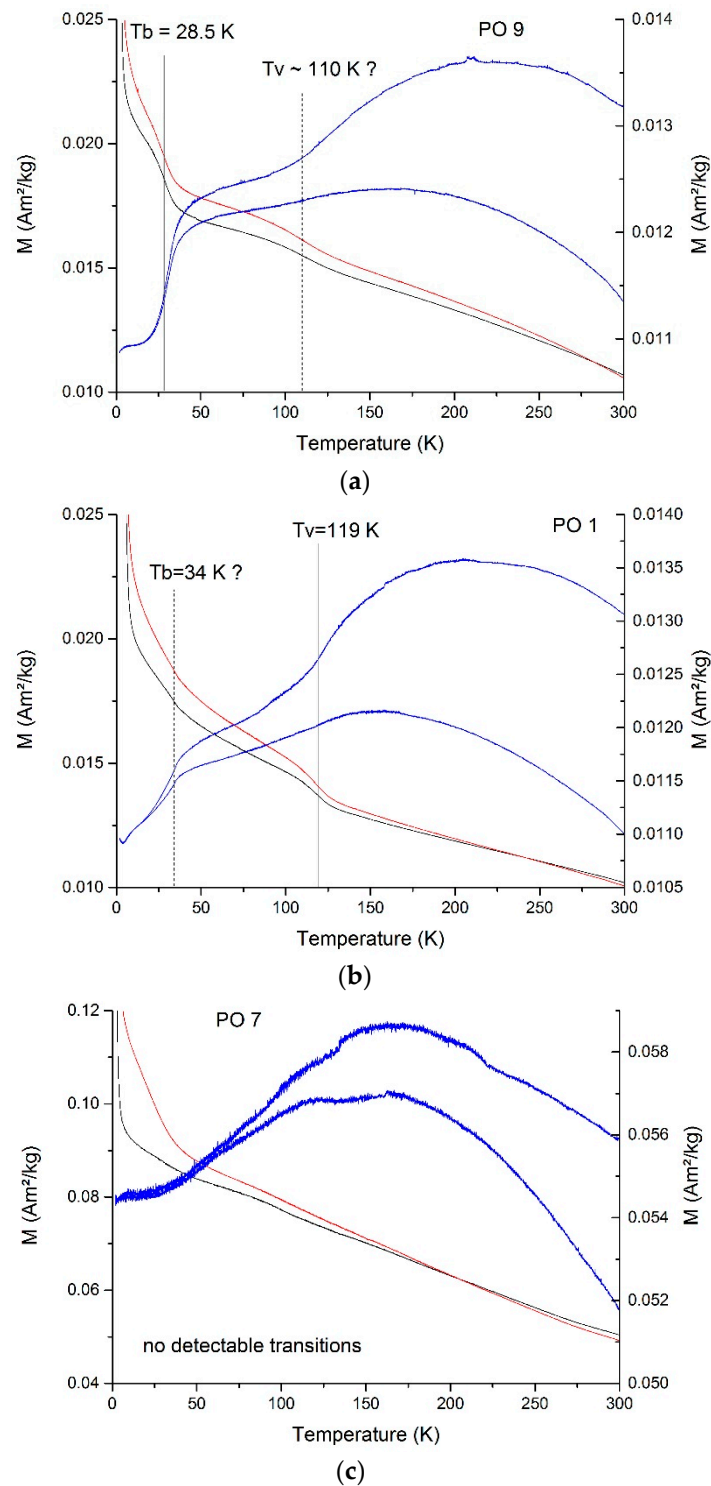 Tb = 28.5 K
PO 9
Tv ~ 110 K ?
0.025
0.020
0.015
0.010
M (Am²/kg)
0.014
0.013
0.012
0.011
M (Am²/kg)
0 50 100 150 200 250 300
Temperature (K)
(a)
Tv=119 K
PO 1
Tb=34 K ?
0.025
0.020
0.015
0.010
M (Am²/kg)
0.0140
0.0135
0.0130
0.0125
0.0120
0.0115
0.0110
0.0105
M (Am²/kg)
0 50 100 150 200 250 300
Temperature (K)
(b)
PO 7
0.12
0.10
0.08
0.06
0.04
M (Am²/kg)
0.058
0.056
0.054
0.052
0.050
M (Am²/kg)
no detectable transitions
0 50 100 150 200 250 300
Temperature (K)
(c)